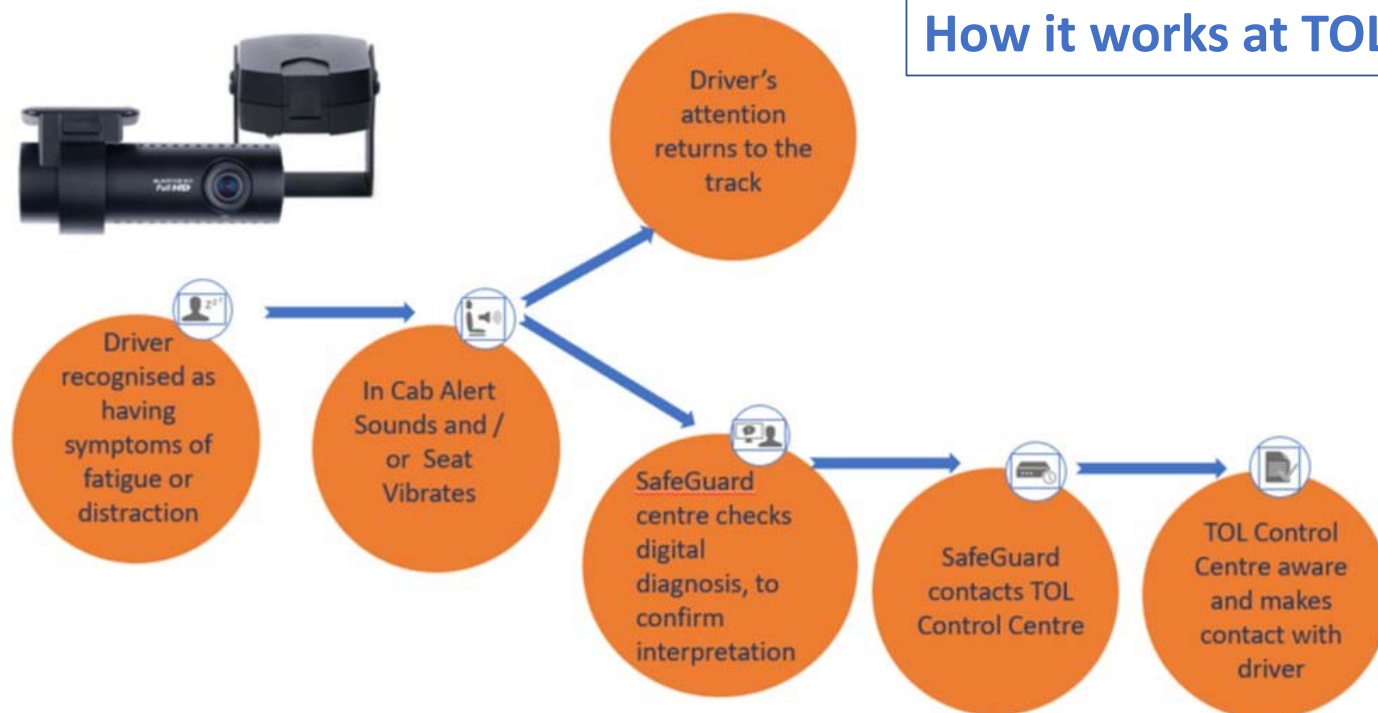 How it works at TOL
Driver's
attention
returns to the
track
Full HD
Driver
recognised as
having
symptoms of
fatigue or
distraction
In Cab Alert
Sounds and /
or Seat
Vibrates
SafeGuard
centre checks
digital
diagnosis, to
confirm
interpretation
SafeGuard
contacts TOL
Control Centre
TOL Control
Centre aware
and makes
contact with
driver